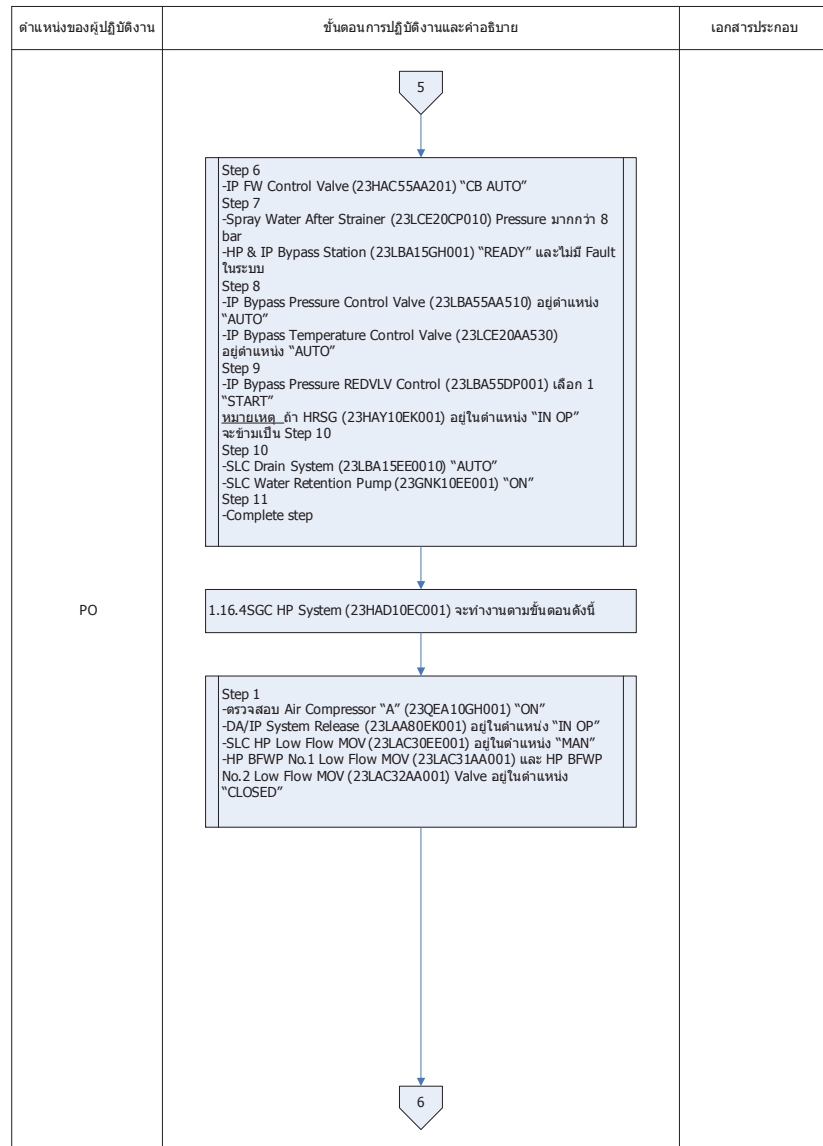 ตำแหน่งของผู้ปฏิบัติงาน
ขั้นตอนการปฏิบัติงานและคำอธิบาย
เอกสารประกอบ
5
Step 6
-IP FW Control Valve (23HAC55AA201) “CB AUTO”
Step 7
-Spray Water After Strainer (23LCE20CP010) Pressure มากกว่า 8
bar
-HP & IP Bypass Station (23LBA15GH001) “READY” และไม่มี Fault
ในระบบ
Step 8
-IP Bypass Pressure Control Valve (23LBA55AA510) อยู่ตำแหน่ง
“AUTO”
-IP Bypass Temperature Control Valve (23LCE20AA530)
อยู่ตำแหน่ง “AUTO”
Step 9
-IP Bypass Pressure REDVLV Control (23LBA55DP001) เลือก 1
“START”
หมายเหตุ ถ้า HRSG (23HAY10EK001) อยู่ในตำแหน่ง “IN OP”
จะข้ามเป็น Step 10
Step 10
-SLC Drain System (23LBA15EE0010) “AUTO”
-SLC Water Retention Pump (23GNK10EE001) “ON”
Step 11
-Complete step
PO
1.16.4SGC HP System (23HAD10EC001) จะทำงานตามขั้นตอนดังนี้
Step 1
-ตรวจสอบ Air Compressor “A” (23QEA10GH001) “ON”
-DA/IP System Release (23LAA80EK001) อยู่ในตำแหน่ง “IN OP”
-SLC HP Low Flow MOV (23LAC30EE001) อยู่ในตำแหน่ง “MAN”
-HP BFWP No.1 Low Flow MOV (23LAC31AA001) และ HP BFWP
No.2 Low Flow MOV (23LAC32AA001) Valve อยู่ในตำแหน่ง
“CLOSED”
6